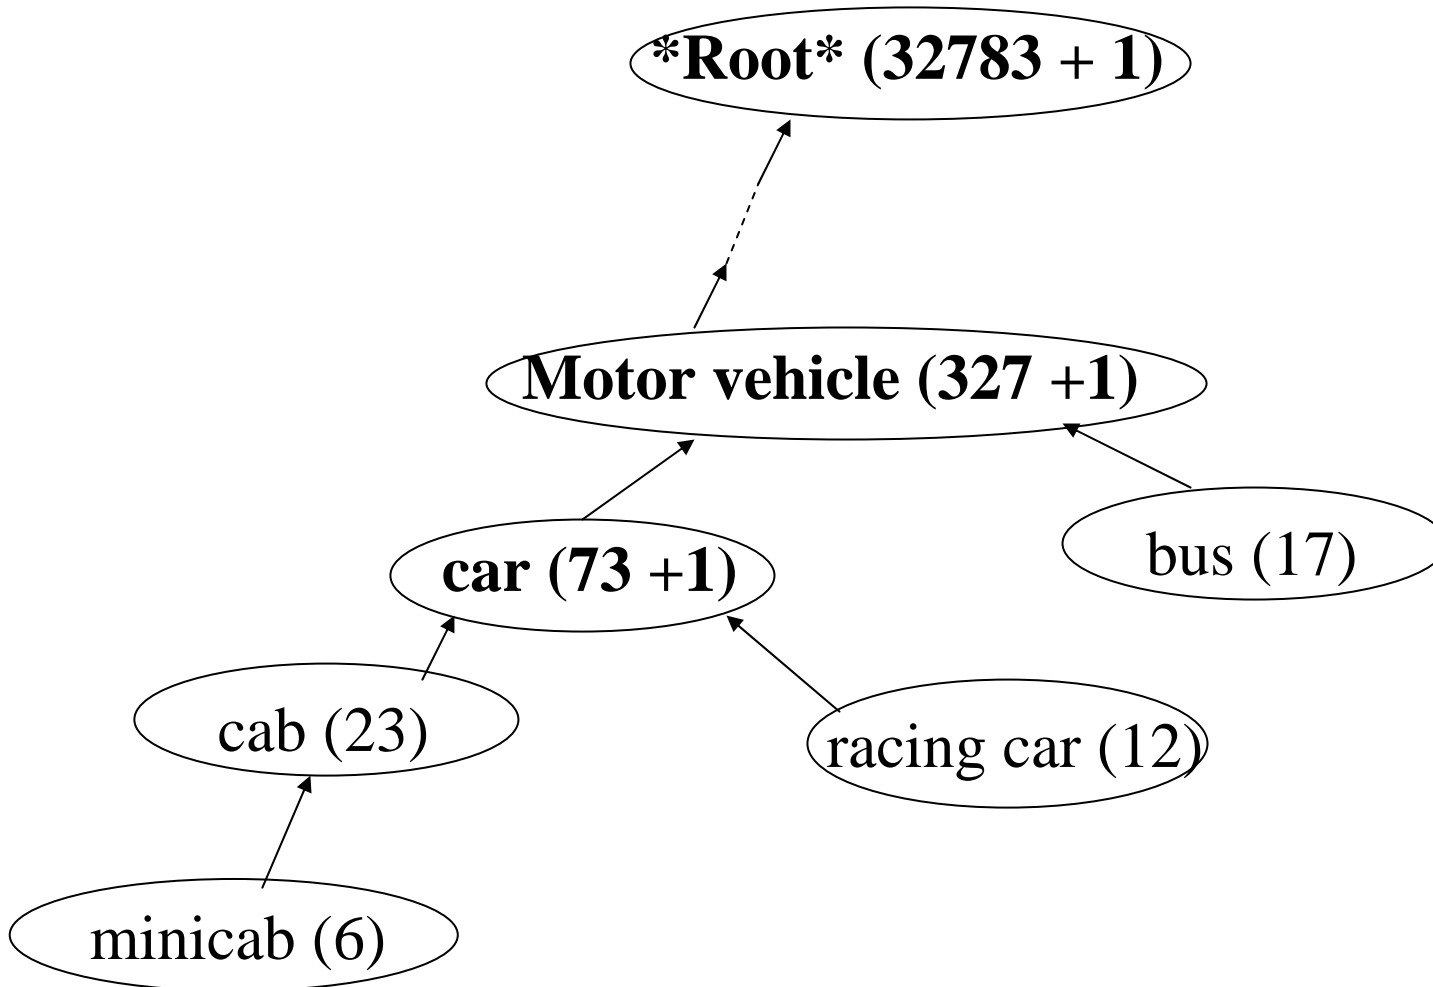 *Root* (32783 + 1)
Motor vehicle (327 +1)
car (73 +1)
bus (17)
cab (23)
racing car (12)
minicab (6)